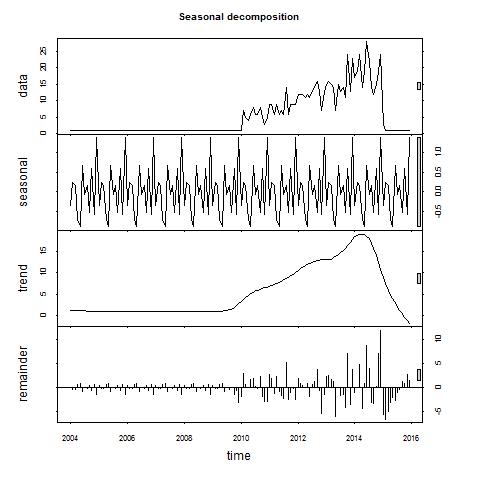 Seasonal decomposition
data
0 5 10 15 20 25
seasonal
-0.5 0.0 0.5 1.0
trend
0 5 10 15
remainder
-5 0 5 10
2004 2006 2008 2010 2012 2014 2016
time